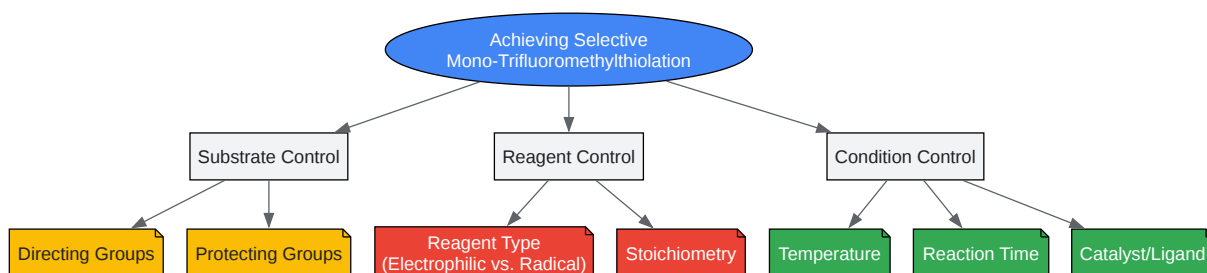 Achieving Selective
Mono-Trifluoromethylthiolation
Substrate Control
Reagent Control
Condition Control
Directing Groups
Protecting Groups
Reagent Type
(Electrophilic vs. Radical)
Stoichiometry
Temperature
Reaction Time
Catalyst/Ligand